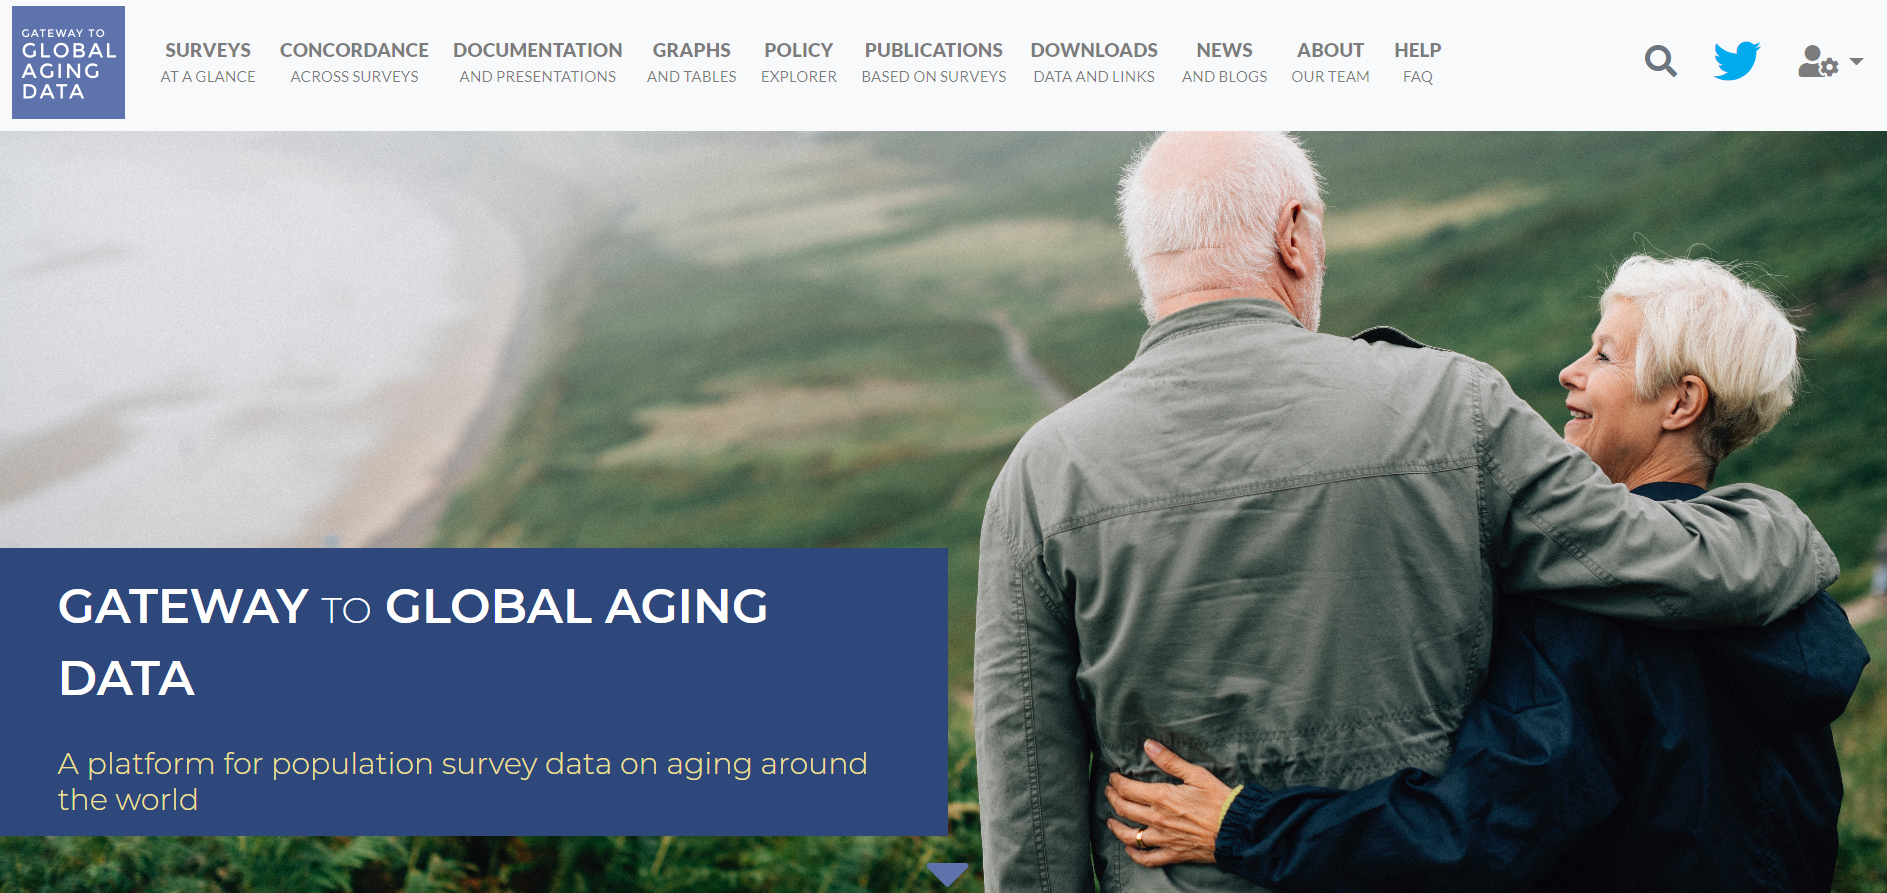 GATEWAY TO
GLOBAL
AGING
DATA
SURVEYS
AT A GLANCE
CONCORDANCE
ACROSS SURVEYS
DOCUMENTATION
AND PRESENTATIONS
GRAPHS
AND TABLES
POLICY
EXPLORER
PUBLICATIONS
BASED ON SURVEYS
DOWNLOADS
DATA AND LINKS
NEWS
AND BLOGS
ABOUT
OUR TEAM
HELP
FAQ
GATEWAY TO GLOBAL AGING
DATA
A platform for population survey data on aging around
the world